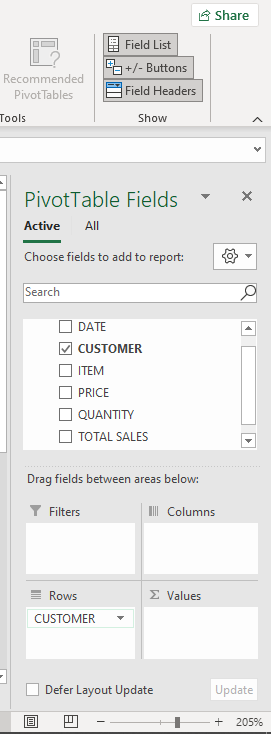 Share
Recommended
PivotTables
Field List
+/- Buttons
Field Headers
Tools
Show
PivotTable Fields
Active All
Choose fields to add to report:
Search
DATE
CUSTOMER
ITEM
PRICE
QUANTITY
TOTAL SALES
Drag fields between areas below:
Filters Columns
Rows Σ Values
CUSTOMER
Defer Layout Update Update
205%